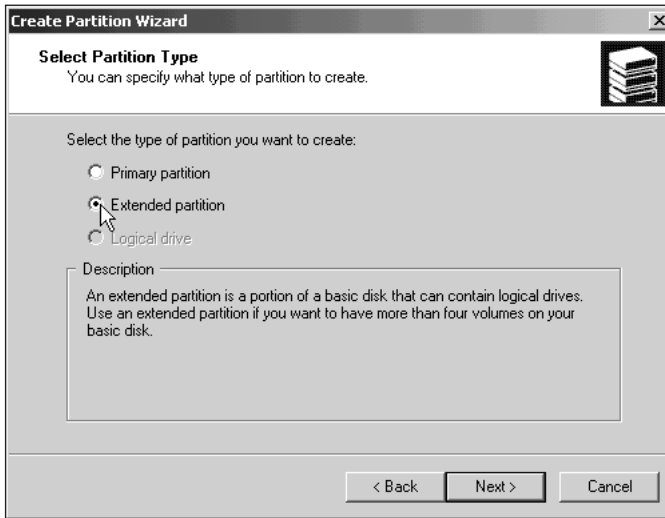 Create Partition Wizard
Select Partition Type
You can specify what type of partition to create.
Select the type of partition you want to create:
Primary partition
Extended partition
Logical drive
Description
An extended partition is a portion of a basic disk that can contain logical drives.
Use an extended partition if you want to have more than four volumes on your
basic disk.
< Back Next > Cancel